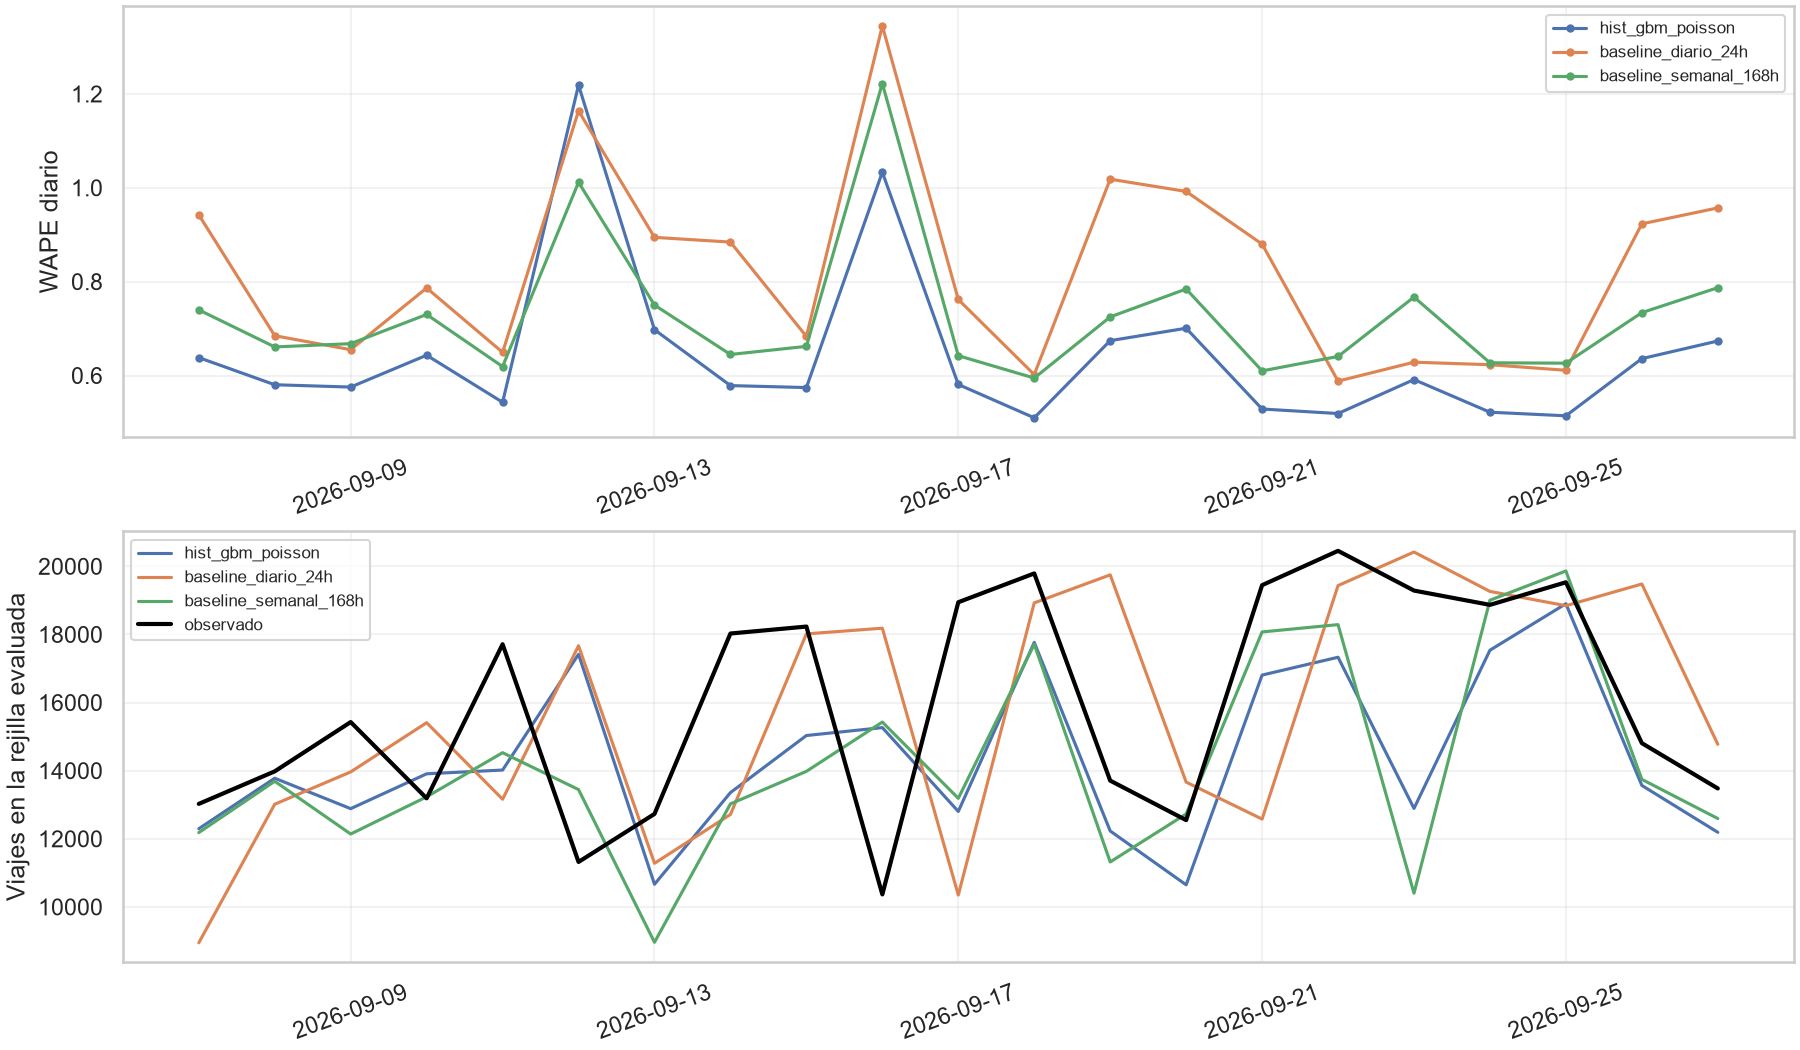 WAPE diario
1.2
1.0
0.8
0.6
hist_gbm_poisson
baseline_diario_24h
baseline_semanal_168h
2026-09-09
2026-09-13
2026-09-17
2026-09-21
2026-09-25
Viajes en la rejilla evaluada
20000
18000
16000
14000
12000
10000
hist_gbm_poisson
baseline_diario_24h
baseline_semanal_168h
observado
2026-09-09
2026-09-13
2026-09-17
2026-09-21
2026-09-25